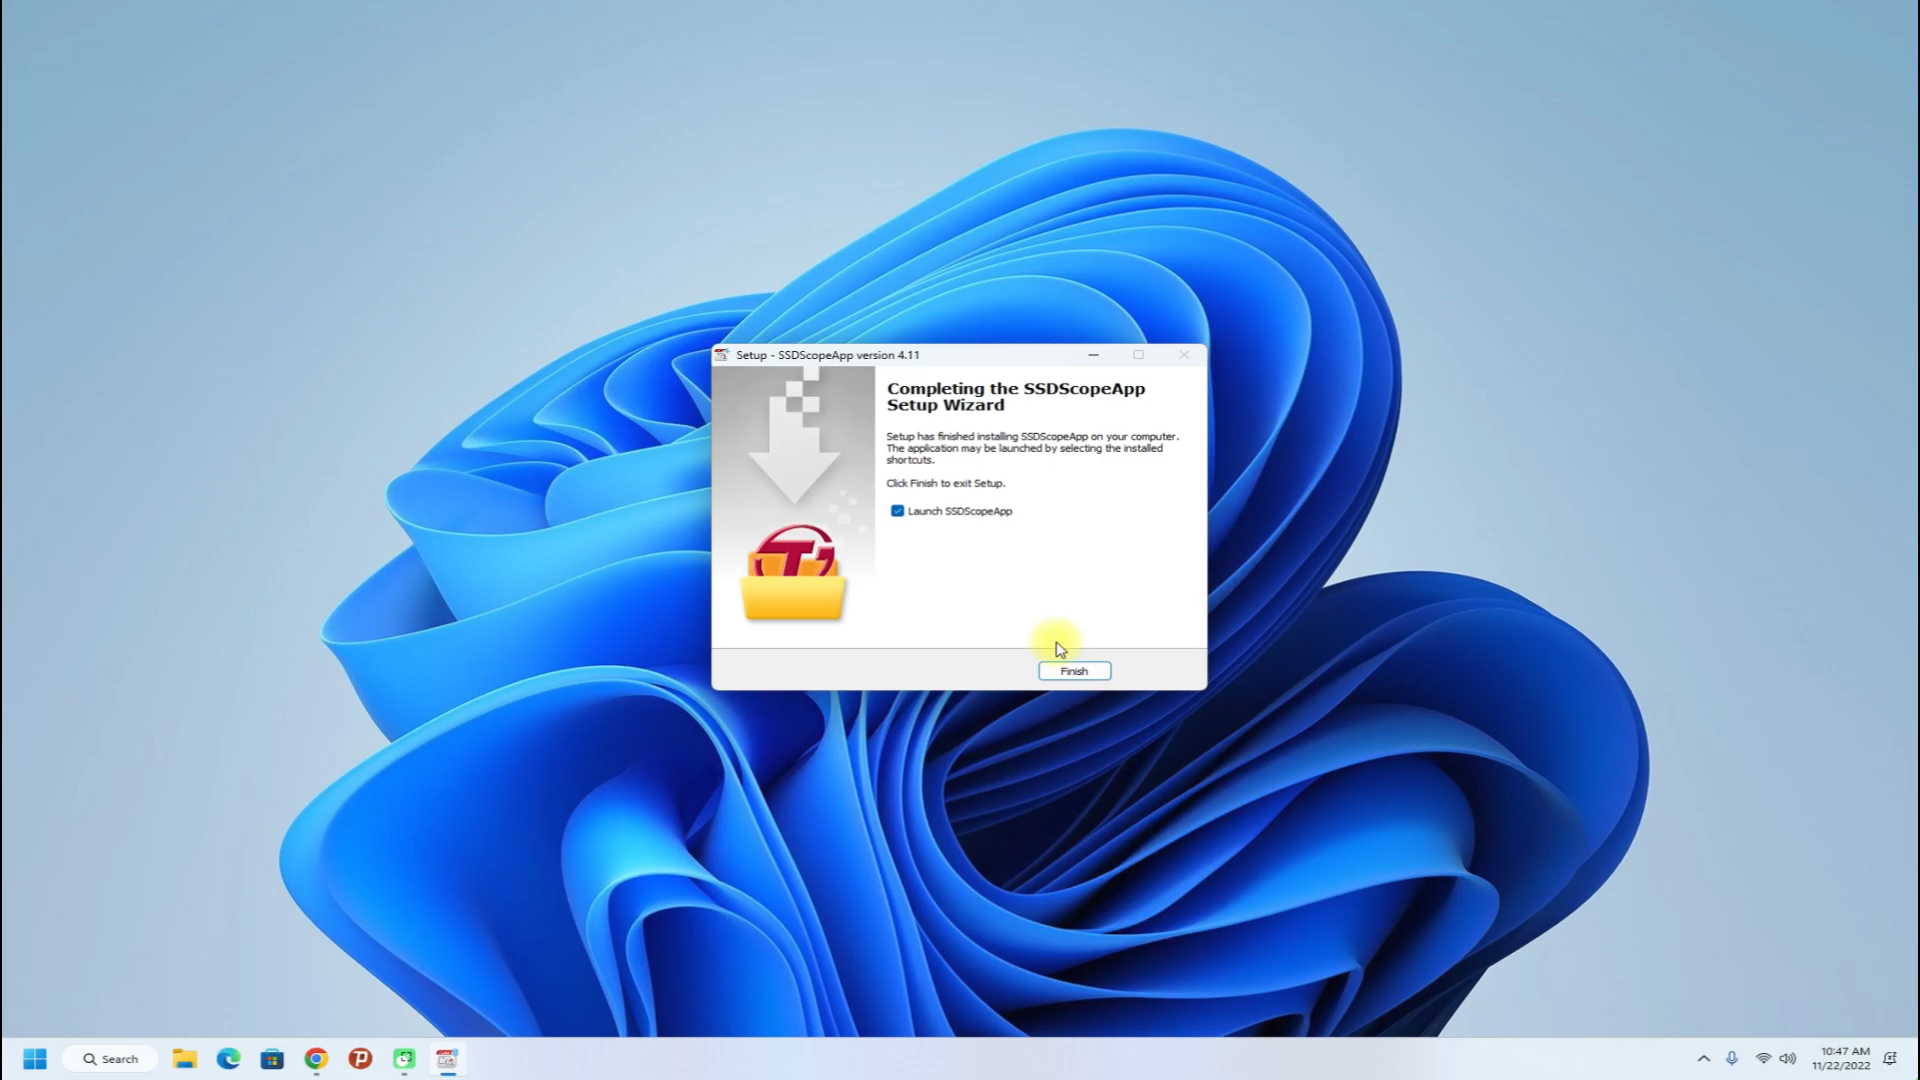 Setup - SSDScopeApp version 4.11
Completing the SSDScopeApp
Setup Wizard
Setup has finished installing SSDScopeApp on your computer.
The application may be launched by selecting the installed
shortcuts.
Click Finish to exit Setup.
Launch SSDScopeApp
Finish
Search
10:47 AM
11/22/2022